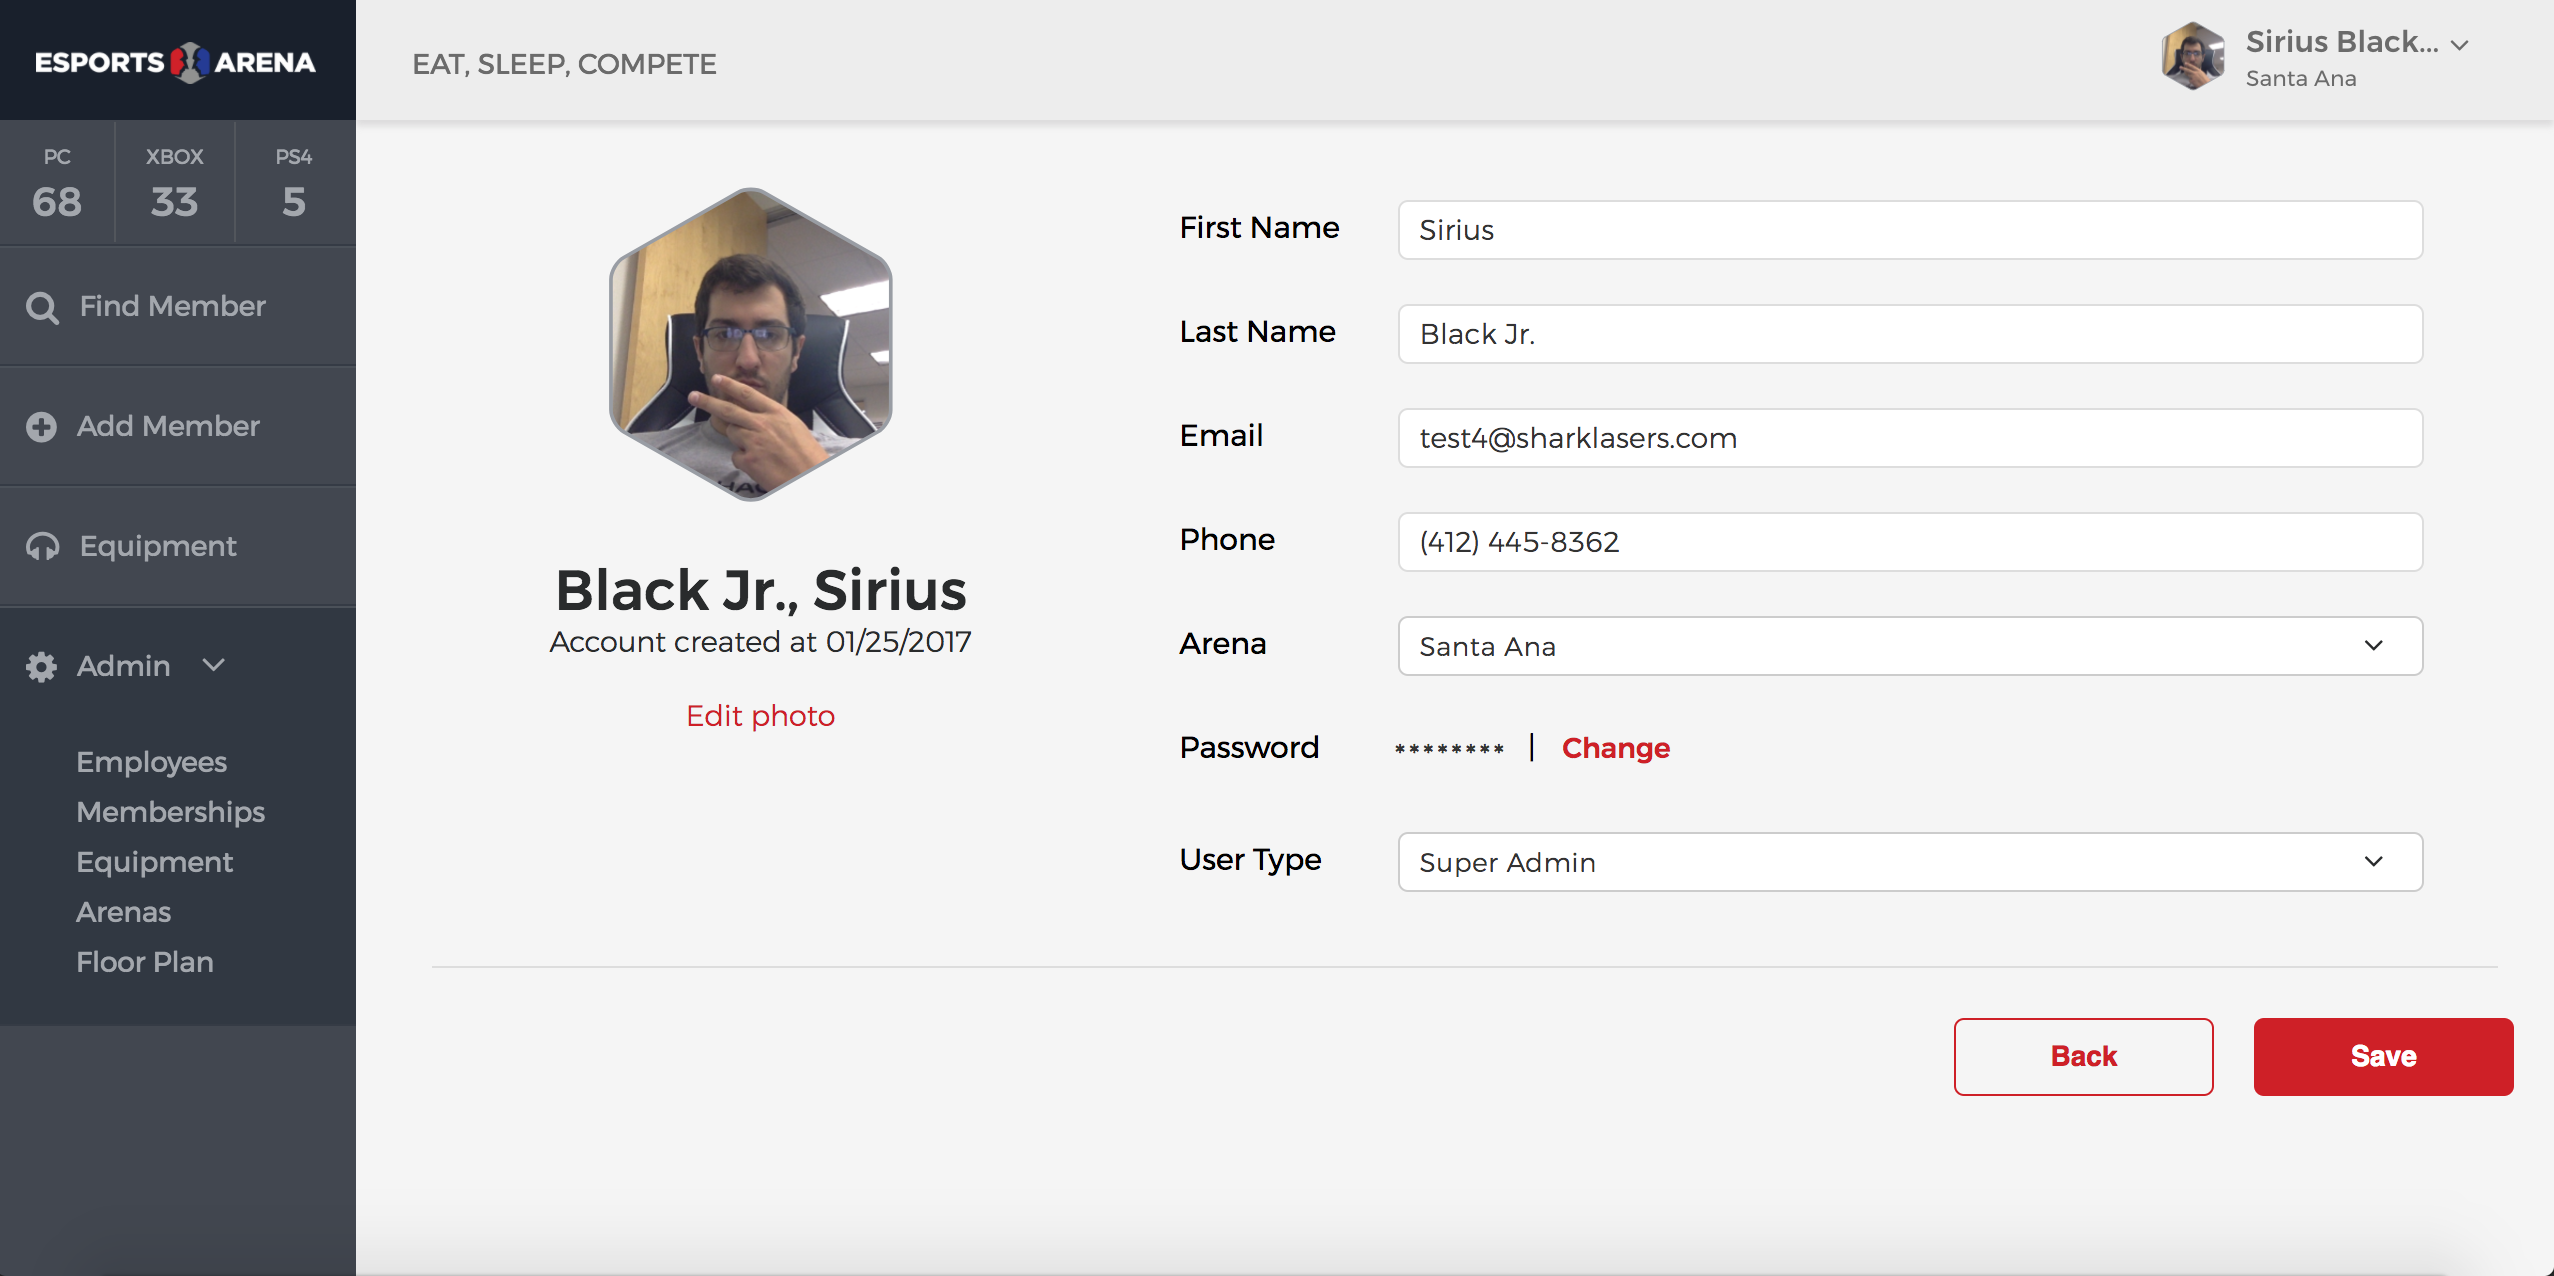 ESPORTS ARENA
EAT, SLEEP, COMPETE
Sirius Black...
Santa Ana
PC
68
XBOX
33
PS4
5
Find Member
Add Member
Equipment
Admin
Employees
Memberships
Equipment
Arenas
Floor Plan
Black Jr., Sirius
Account created at 01/25/2017
Edit photo
First Name
Sirius
Last Name
Black Jr.
Email
test4@sharklasers.com
Phone
(412) 445-8362
Arena
Santa Ana
Password
******** | Change
User Type
Super Admin
Back
Save